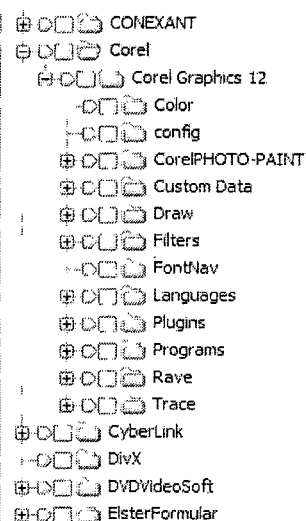 CONEXANT
Corel
Corel Graphics 12
Color
config
CorelPHOTO-PAINT
Custom Data
Draw
Filters
FontNav
Languages
Plugins
Programs
Rave
Trace
CyberLink
DivX
DVDVideoSoft
ElsterFormular